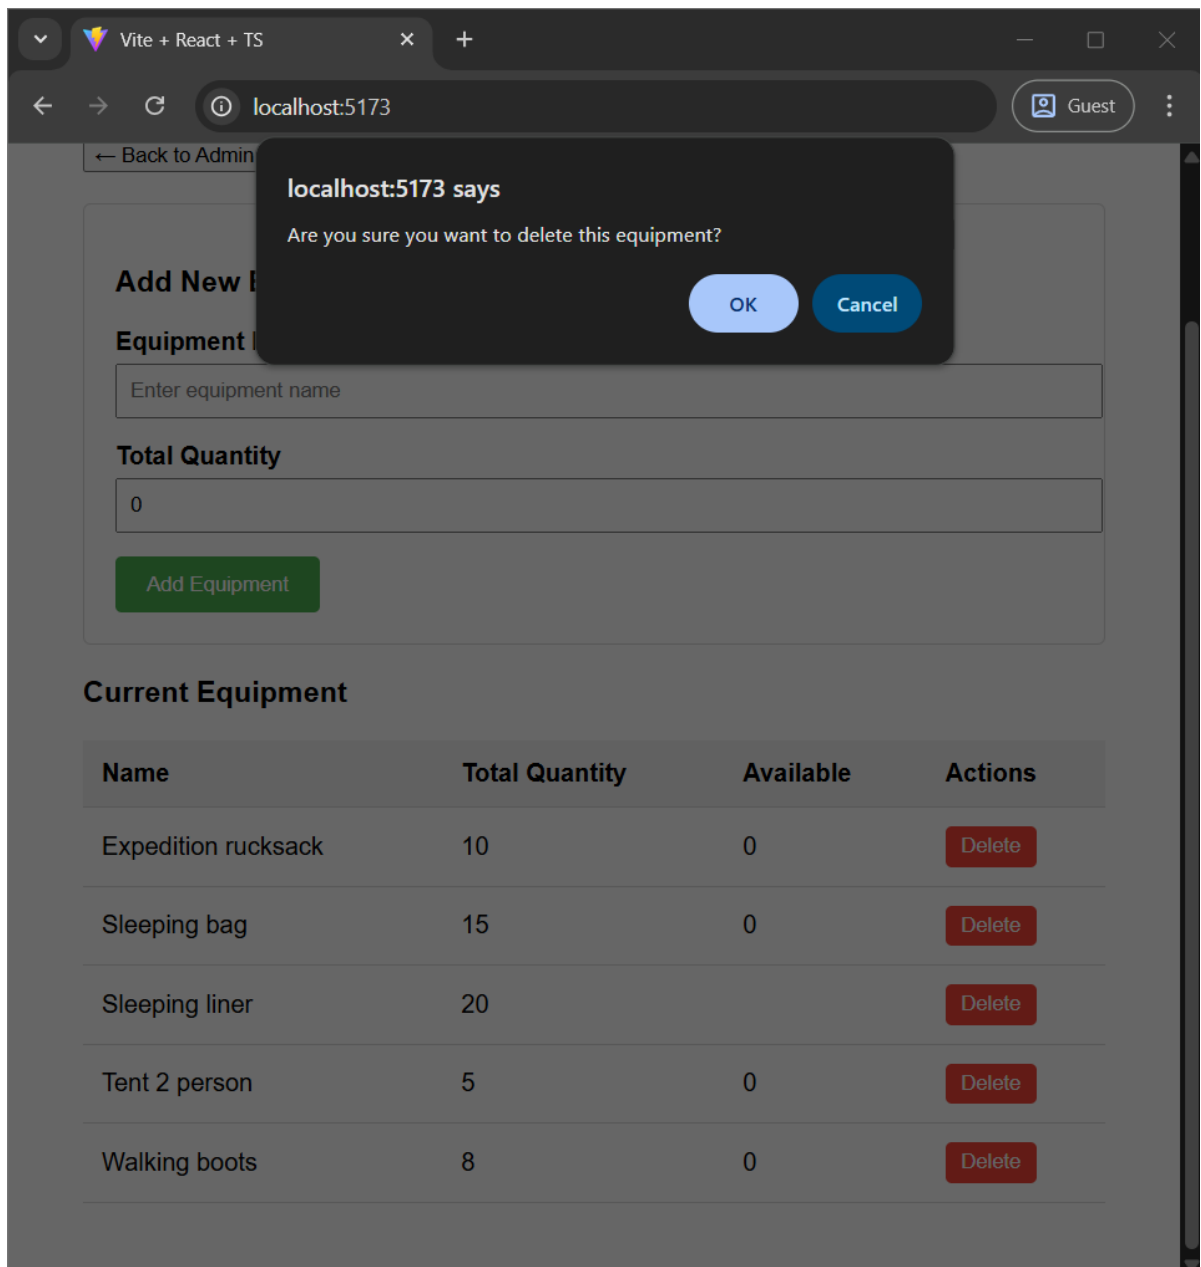 Vite + React + TS
localhost:5173
Guest
← Back to Admin
localhost:5173 says
Are you sure you want to delete this equipment?
OK Cancel
Add New
Equipment
Enter equipment name
Total Quantity
0
Add Equipment
Current Equipment
Name Total Quantity Available Actions
Expedition rucksack 10 0 Delete
Sleeping bag 15 0 Delete
Sleeping liner 20 Delete
Tent 2 person 5 0 Delete
Walking boots 8 0 Delete